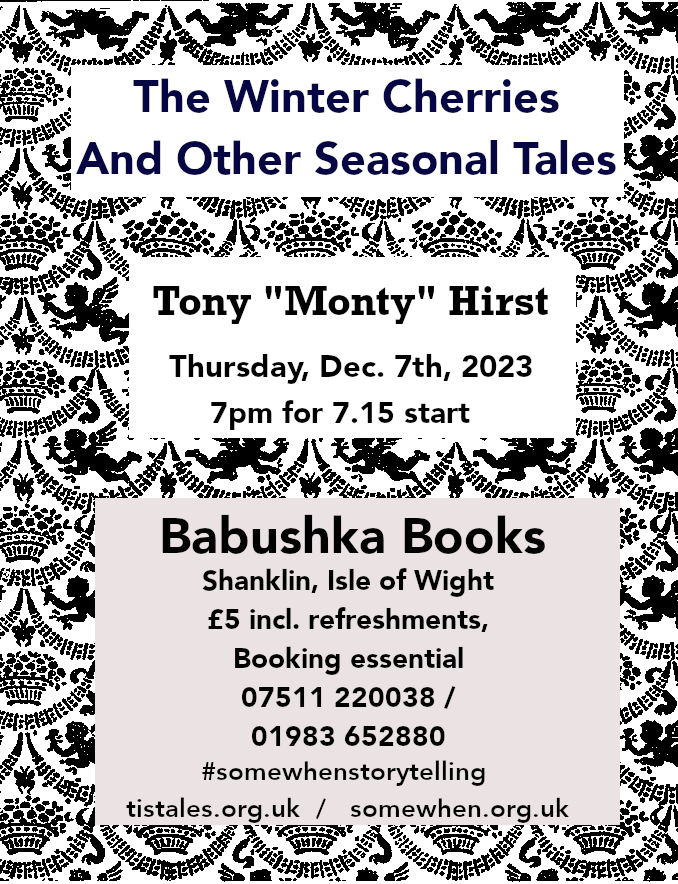 The Winter Cherries
And Other Seasonal Tales
Tony "Monty" Hirst
Thursday, Dec. 7th, 2023
7pm for 7.15 start
Babushka Books
Shanklin, Isle of Wight
£5 incl. refreshments,
Booking essential
07511 220038 /
01983 652880
#somewhenstorytelling
tistales.org.uk / somewhen.org.uk